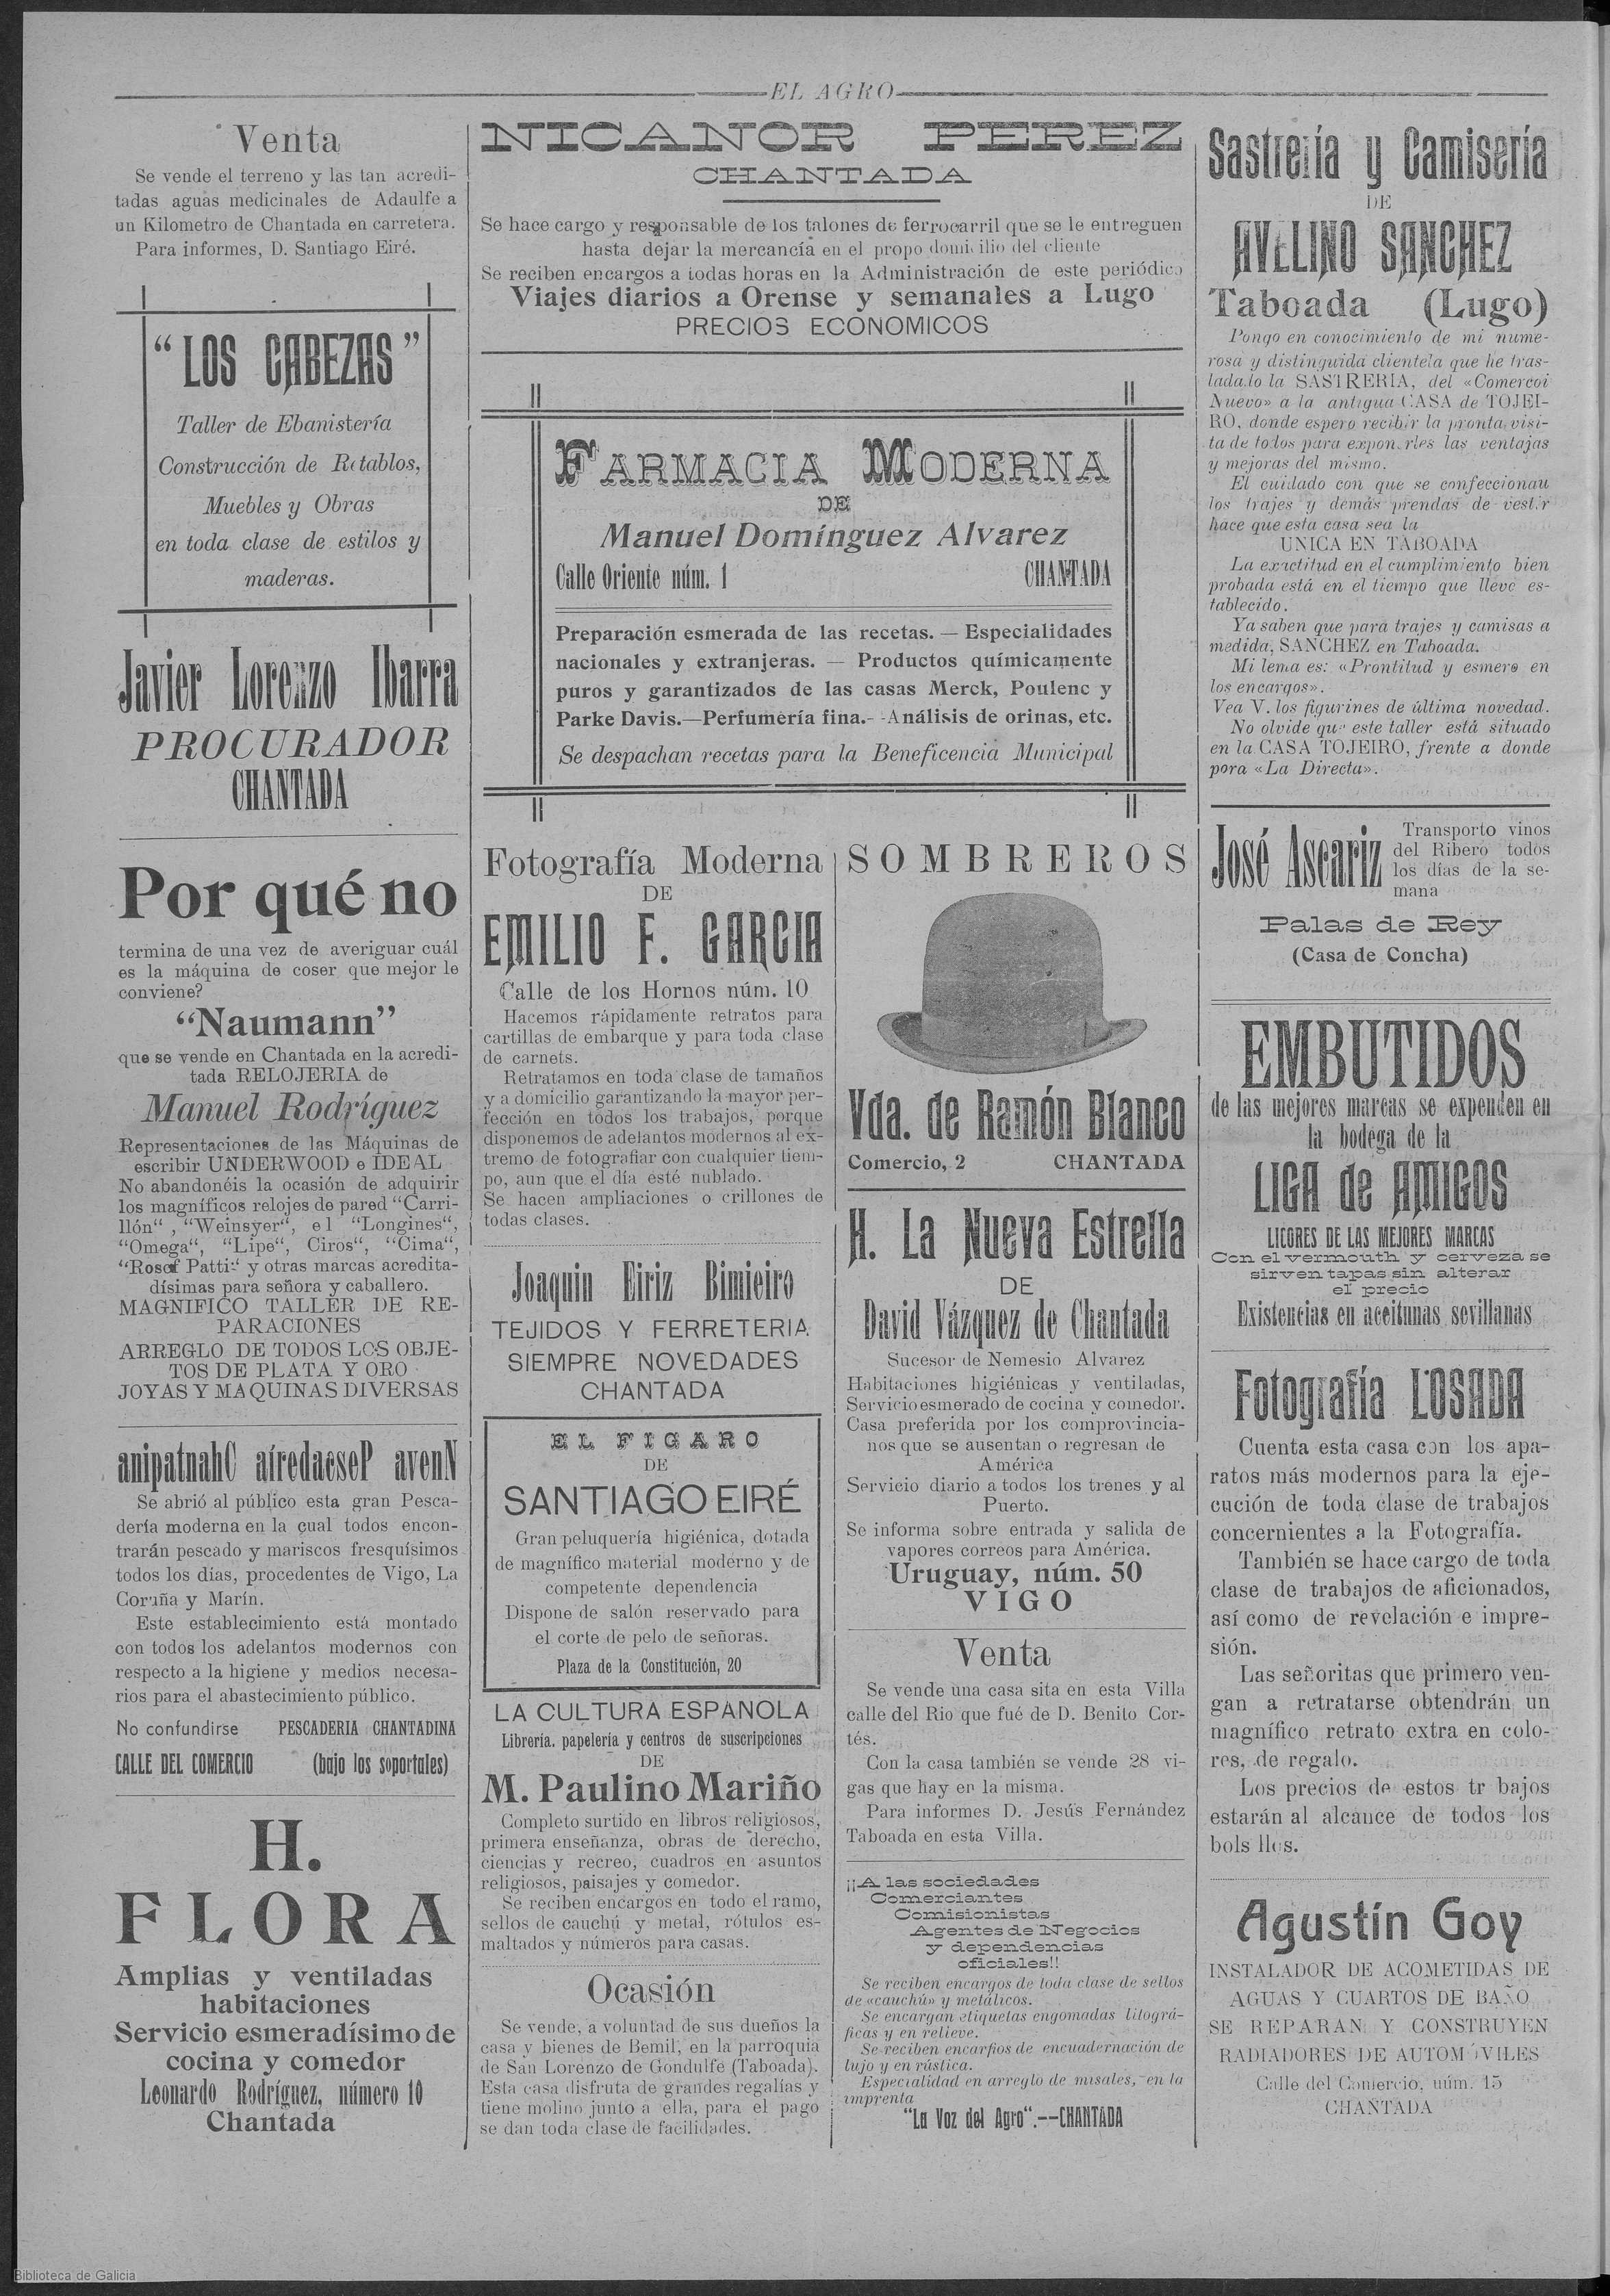 EL AGRO
Venta
Se vende el terreno y las tan acredi-
tadas aguas medicinales de Adaulfe a
un Kilometro de Chantada en carretera.
Para informes, D. Santiago Eiré.
“LOS CABEZAS”
Taller de Ebanistería
Construcción de Retablos,
Muebles y Obras
en toda clase de estilos y
maderas.
Javier Lorenzo Ibarra
PROCURADOR
CHANTADA
Por qué no
termina de una vez de averiguar cuál
es la máquina de coser que mejor le
conviene?
“Naumann”
que se vende en Chantada en la acredi-
tada RELOJERIA de
Manuel Rodríguez
Representaciones de las Máquinas de
escribir UNDERWOOD e IDEAL
No abandonéis la ocasión de adquirir
los magníficos relojes de pared “Carri-
llón“ , “Weinsyer“, el “Longines“,
“Omega“, “Lipe“, Ciros“, “Cima“,
“Rosef Patti“ y otras marcas acredita-
dísimas para señora y caballero.
MAGNIFICO TALLER DE RE-
PARACIONES
ARREGLO DE TODOS LOS OBJE-
TOS DE PLATA Y ORO
JOYAS Y MAQUINAS DIVERSAS
anipatnahC aíredacseP aveuN
Se abrió al público esta gran Pesca-
dería moderna en la cual todos encon-
trarán pescado y mariscos fresquísimos
todos los días, procedentes de Vigo, La
Coruña y Marín.
Este establecimiento está montado
con todos los adelantos modernos con
respecto a la higiene y medios necesa-
rios para el abastecimiento público.
No confundirse PESCADERIA CHANTADINA
CALLE DEL COMERCIO (bajo los soportales)
H.
FLORA
Amplias y ventiladas
habitaciones
Servicio esmeradísimo de
cocina y comedor
Leonardo Rodríguez, número 10
Chantada
NICANOR PEREZ
CHANTADA
Se hace cargo y responsable de los talones de ferrocarril que se le entreguen
hasta dejar la mercancía en el propo domicilio del cliente
Se reciben encargos a todas horas en la Administración de este periódico
Viajes diarios a Orense y semanales a Lugo
PRECIOS ECONOMICOS
FARMACIA MODERNA
DE
Manuel Domínguez Alvarez
Calle Oriente núm. 1 CHANTADA
Preparación esmerada de las recetas. — Especialidades
nacionales y extranjeras. — Productos químicamente
puros y garantizados de las casas Merck, Poulenc y
Parke Davis.—Perfumería fina.--Análisis de orinas, etc.
Se despachan recetas para la Beneficencia Municipal
Fotografía Moderna
DE
EMILIO F. GARCIA
Calle de los Hornos núm. 10
Hacemos rápidamente retratos para
cartillas de embarque y para toda clase
de carnets.
Retratamos en toda clase de tamaños
y a domicilio garantizando la mayor per-
fección en todos los trabajos, porque
disponemos de adelantos modernos al ex-
tremo de fotografiar con cualquier tiem-
po, aun que el día esté nublado.
Se hacen ampliaciones o crillones de
todas clases.
Joaquin Eiriz Bimieiro
TEJIDOS Y FERRETERIA
SIEMPRE NOVEDADES
CHANTADA
EL FIGARO
DE
SANTIAGO EIRÉ
Gran peluquería higiénica, dotada
de magnífico material moderno y de
competente dependencia
Dispone de salón reservado para
el corte de pelo de señoras.
Plaza de la Constitución, 20
LA CULTURA ESPANOLA
Librería. papelería y centros de suscripciones
DE
M. Paulino Mariño
Completo surtido en libros religiosos,
primera enseñanza, obras de derecho,
ciencias y recreo, cuadros en asuntos
religiosos, paisajes y comedor.
Se reciben encargos en todo el ramo,
sellos de cauchú y metal, rótulos es-
maltados y números para casas.
Ocasión
Se vende, a voluntad de sus dueños la
casa y bienes de Bemil, en la parroquia
de San Lorenzo de Gondulfe (Taboada).
Esta casa disfruta de grandes regalías y
tiene molino junto a ella, para el pago
se dan toda clase de facilidades.
SOMBREROS
Vda. de Ramón Blanco
Comercio, 2 CHANTADA
H. La Nueva Estrella
DE
David Vázquez de Chantada
Sucesor de Nemesio Alvarez
Habitaciones higiénicas y ventiladas,
Servicio esmerado de cocina y comedor.
Casa preferida por los comprovincia-
nos que se ausentan o regresan de
América
Servicio diario a todos los trenes y al
Puerto.
Se informa sobre entrada y salida de
vapores correos para América.
Uruguay, núm. 50
VIGO
Venta
Se vende una casa sita en esta Villa
calle del Rio que fué de D. Benito Cor-
tés.
Con la casa también se vende 28 vi-
gas que hay en la misma.
Para informes D. Jesús Fernández
Taboada en esta Villa.
¡¡A las sociedades
Comerciantes
Comisionistas
Agentes de Negocios
y dependencias
oficiales!!
Se reciben encargos de toda clase de sellos
de «cauchú» y metálicos.
Se encargan etiquetas engomadas litográ-
ficas y en relieve.
Se reciben encarfios de encuadernación de
lujo y en rústica.
Especialidad en arreglo de misales, en la
imprenta
“La Voz del Agro“.--CHANTADA
Sastrería y Camisería
DE
AVELINO SANCHEZ
Taboada (Lugo)
Pongo en conocimiento de mi nume-
rosa y distinguida clientela que he tras-
ladado la SASTRERIA, del «Comercoi
Nuevo» a la antigua CASA de TOJEI-
RO, donde espero recibir la pronta visi-
ta de todos para exponerles las ventajas
y mejoras del mismo.
El cuidado con que se confeccionau
los trajes y demás prendas de vestir
hace que esta casa sea la
UNICA EN TABOADA
La exactitud en el cumplimiento bien
probada está en el tiempo que lleve es-
tablecido.
Ya saben que para trajes y camisas a
medida, SANCHEZ en Taboada.
Mi lema es: «Prontitud y esmero en
los encargos».
Vea V. los figurines de última novedad.
No olvide que este taller está situado
en la CASA TOJEIRO, frente a donde
pora «La Directa».
José Ascariz
Transporto vinos
del Ribero todos
los días de la se-
mana
Palas de Rey
(Casa de Concha)
EMBUTIDOS
de las mejores marcas se expenden en
la bodega de la
LIGA de AMIGOS
LICORES DE LAS MEJORES MARCAS
Con el vermouth y cerveza se
sirven tapas sin alterar
el precio
Existencias en aceitunas sevillanas
Fotografía LOSADA
Cuenta esta casa con los apa-
ratos más modernos para la eje-
cución de toda clase de trabajos
concernientes a la Fotografía.
También se hace cargo de toda
clase de trabajos de aficionados,
así como de revelación e impre-
sión.
Las señoritas que primero ven-
gan a retratarse obtendrán un
magnífico retrato extra en colo-
res, de regalo.
Los precios de estos tr bajos
estarán al alcance de todos los
bols llos.
Agustín Goy
INSTALADOR DE ACOMETIDAS DE
AGUAS Y CUARTOS DE BAÑO
SE REPARAN Y CONSTRUYEN
RADIADORES DE AUTOMÓVILES
Calle del Comercio, núm. 15
CHANTADA
Biblioteca de Galicia